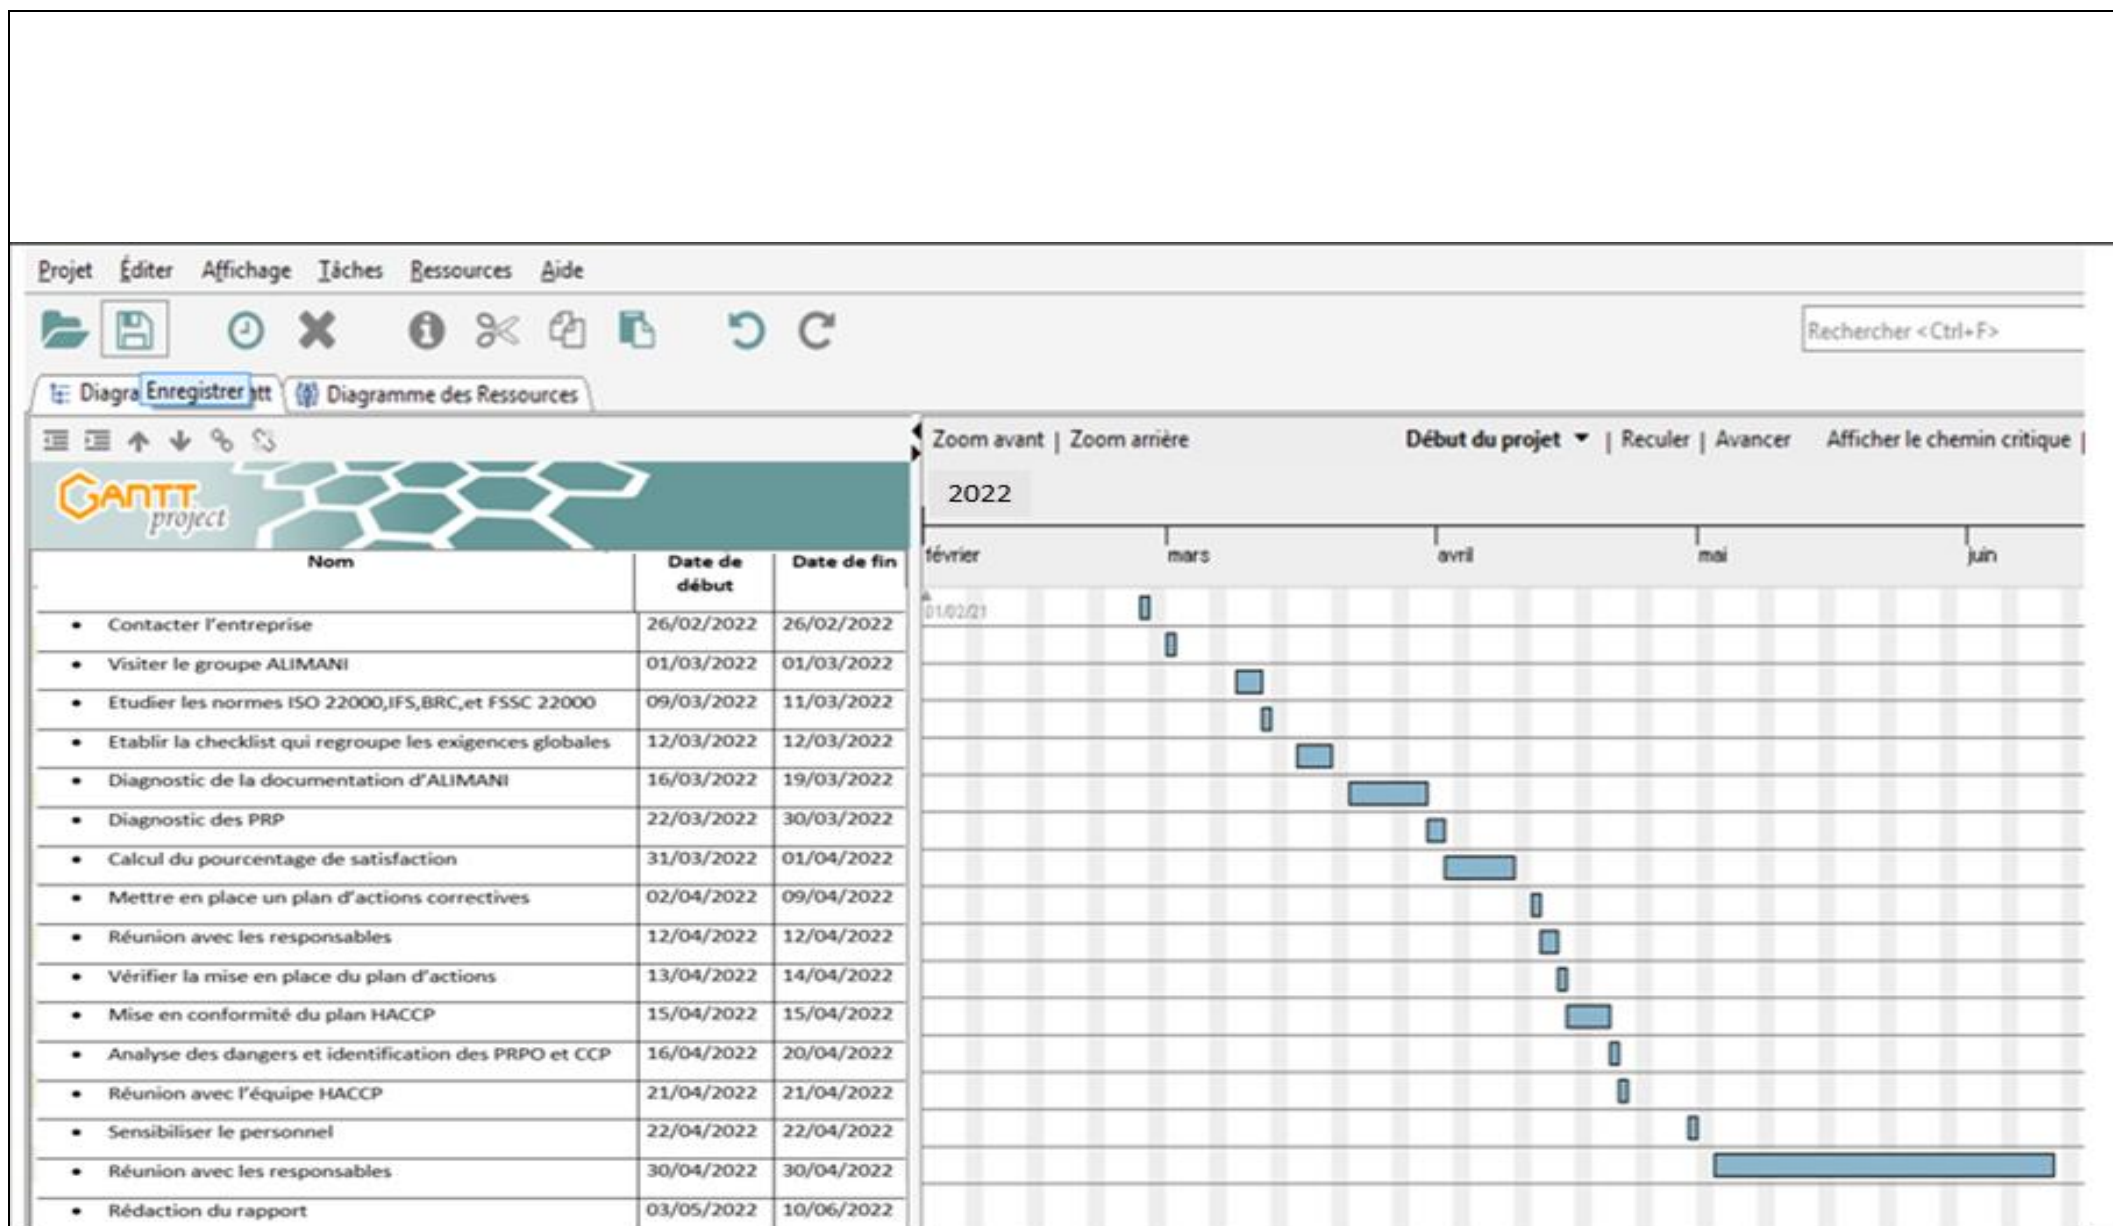 Projet Éditer Affichage Tâches Ressources Aide
Rechercher <Ctrl+F>
Diagra Enregistrer tt Diagramme des Ressources
Zoom avant | Zoom arrière Début du projet | Reculer | Avancer Afficher le chemin critique |
GANTT project
2022
février mars avril mai juin
Nom Date de début Date de fin
01/02/21
• Contacter l'entreprise 26/02/2022 26/02/2022
• Visiter le groupe ALIMANI 01/03/2022 01/03/2022
• Etudier les normes ISO 22000,IFS,BRC,et FSSC 22000 09/03/2022 11/03/2022
• Etablir la checklist qui regroupe les exigences globales 12/03/2022 12/03/2022
• Diagnostic de la documentation d'ALIMANI 16/03/2022 19/03/2022
• Diagnostic des PRP 22/03/2022 30/03/2022
• Calcul du pourcentage de satisfaction 31/03/2022 01/04/2022
• Mettre en place un plan d'actions correctives 02/04/2022 09/04/2022
• Réunion avec les responsables 12/04/2022 12/04/2022
• Vérifier la mise en place du plan d'actions 13/04/2022 14/04/2022
• Mise en conformité du plan HACCP 15/04/2022 15/04/2022
• Analyse des dangers et identification des PRPO et CCP 16/04/2022 20/04/2022
• Réunion avec l'équipe HACCP 21/04/2022 21/04/2022
• Sensibiliser le personnel 22/04/2022 22/04/2022
• Réunion avec les responsables 30/04/2022 30/04/2022
• Rédaction du rapport 03/05/2022 10/06/2022